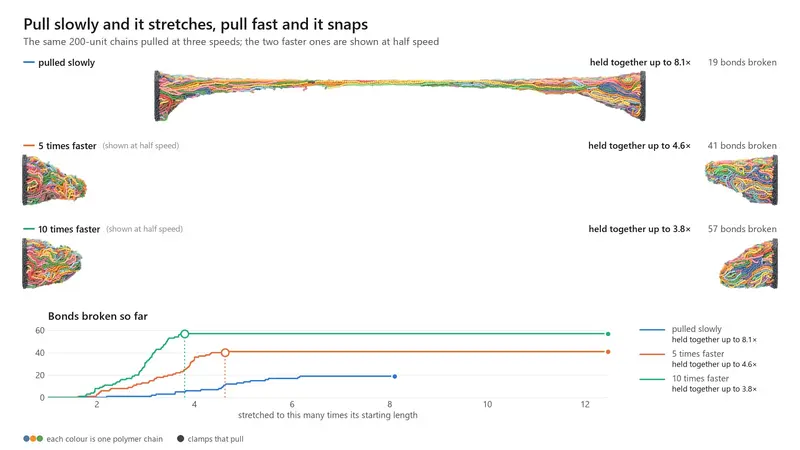 Pull slowly and it stretches, pull fast and it snaps
The same 200-unit chains pulled at three speeds; the two faster ones are shown at half speed
pulled slowly held together up to 8.1× 19 bonds broken
5 times faster (shown at half speed) held together up to 4.6× 41 bonds broken
10 times faster (shown at half speed) held together up to 3.8× 57 bonds broken
Bonds broken so far
60
40
20
0
2 4 6 8 10 12
stretched to this many times its starting length
pulled slowly
held together up to 8.1×
5 times faster
held together up to 4.6×
10 times faster
held together up to 3.8×
each colour is one polymer chain clamps that pull